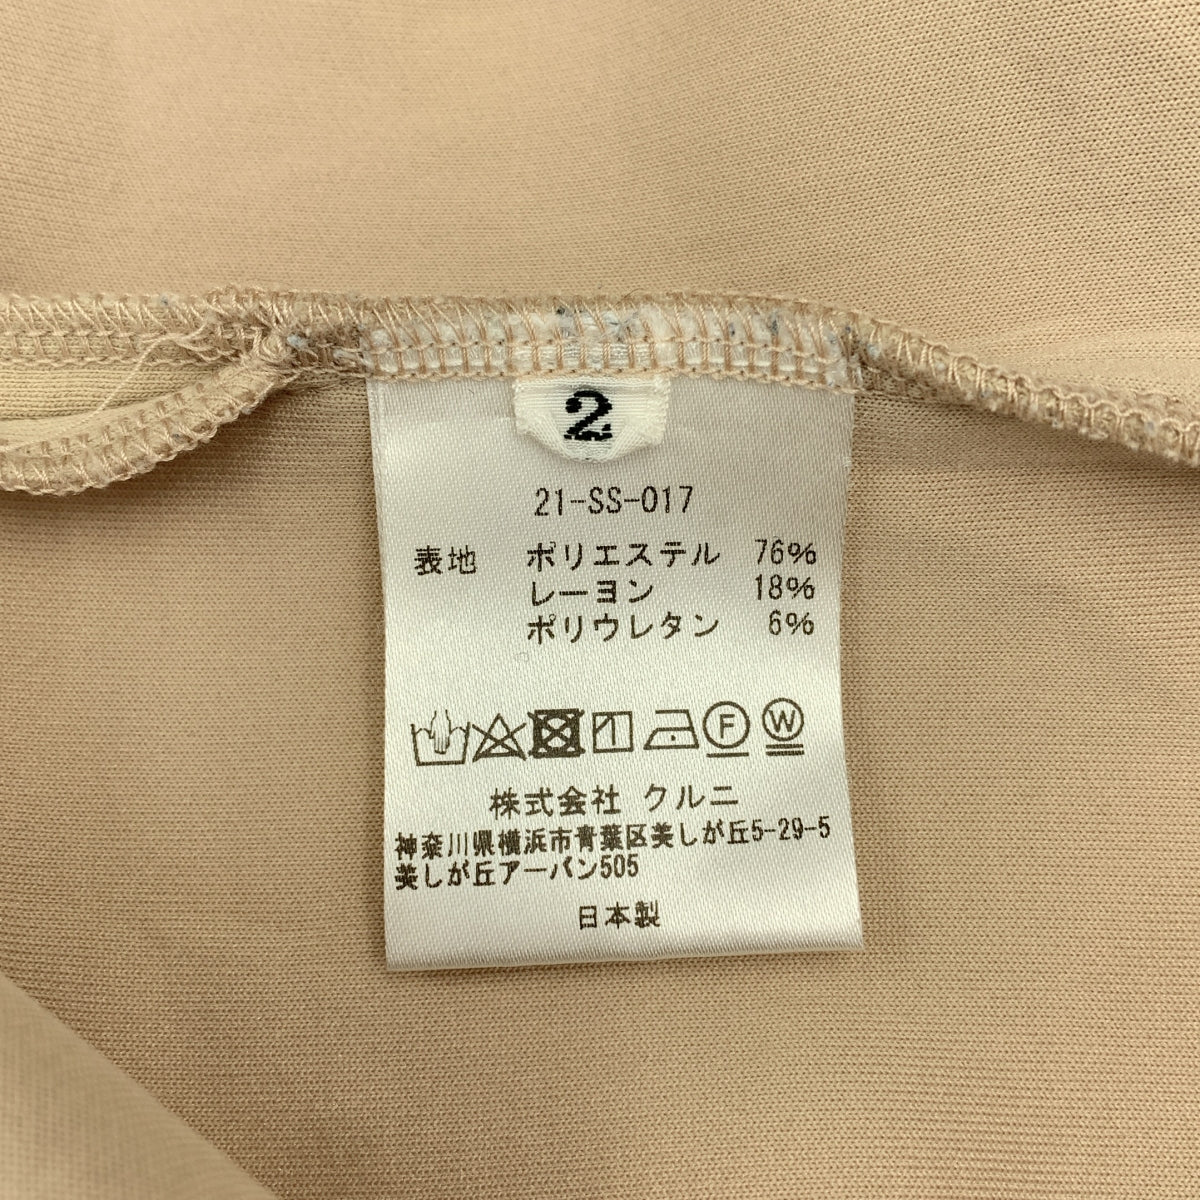 2
21-SS-017
表地 ポリエステル 76%
レーヨン 18%
ポリウレタン 6%
F W
株式会社 クルニ
神奈川県横浜市青葉区美しが丘5-29-5
美しが丘アーバン505
日本製